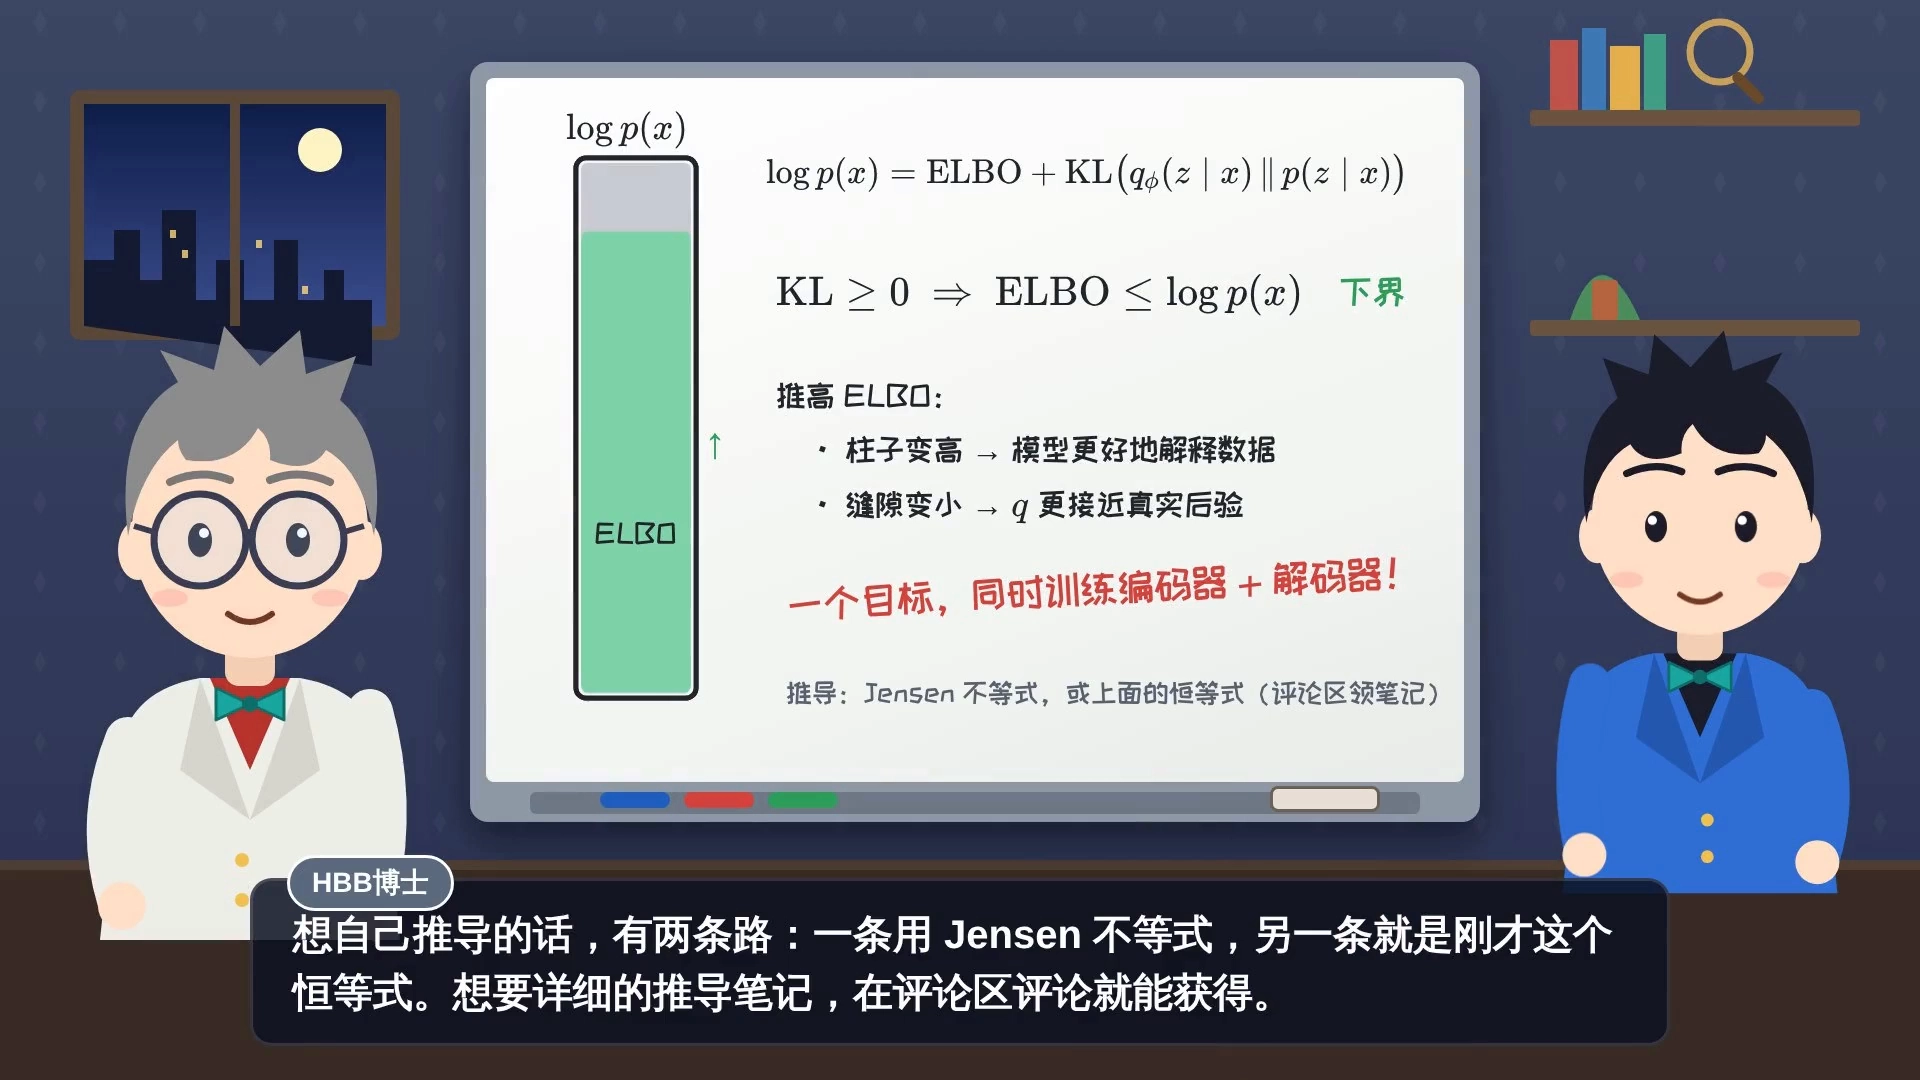 log p(x)
log p(x) = ELBO + KL(qϕ(z | x) ‖ p(z | x))
KL ≥ 0 ⇒ ELBO ≤ log p(x) 下界
推高 ELBO:
· 柱子变高 → 模型更好地解释数据
↑
· 缝隙变小 → q 更接近真实后验
ELBO
一个目标，同时训练编码器 + 解码器！
推导：Jensen 不等式，或上面的恒等式（评论区领笔记）
HBB博士
想自己推导的话，有两条路：一条用 Jensen 不等式，另一条就是刚才这个
恒等式。想要详细的推导笔记，在评论区评论就能获得。